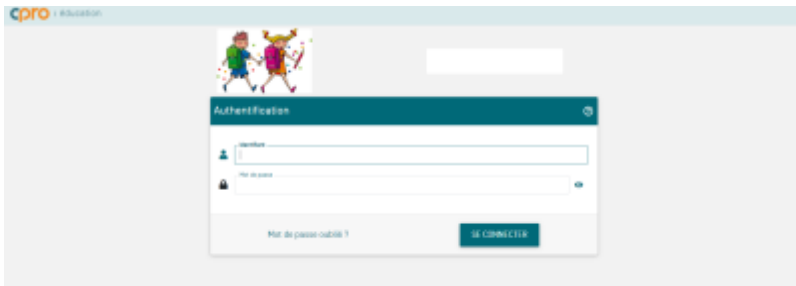 cpro éducation
Authentification
Identifiant
Mot de passe
Mot de passe oublié ?
SE CONNECTER